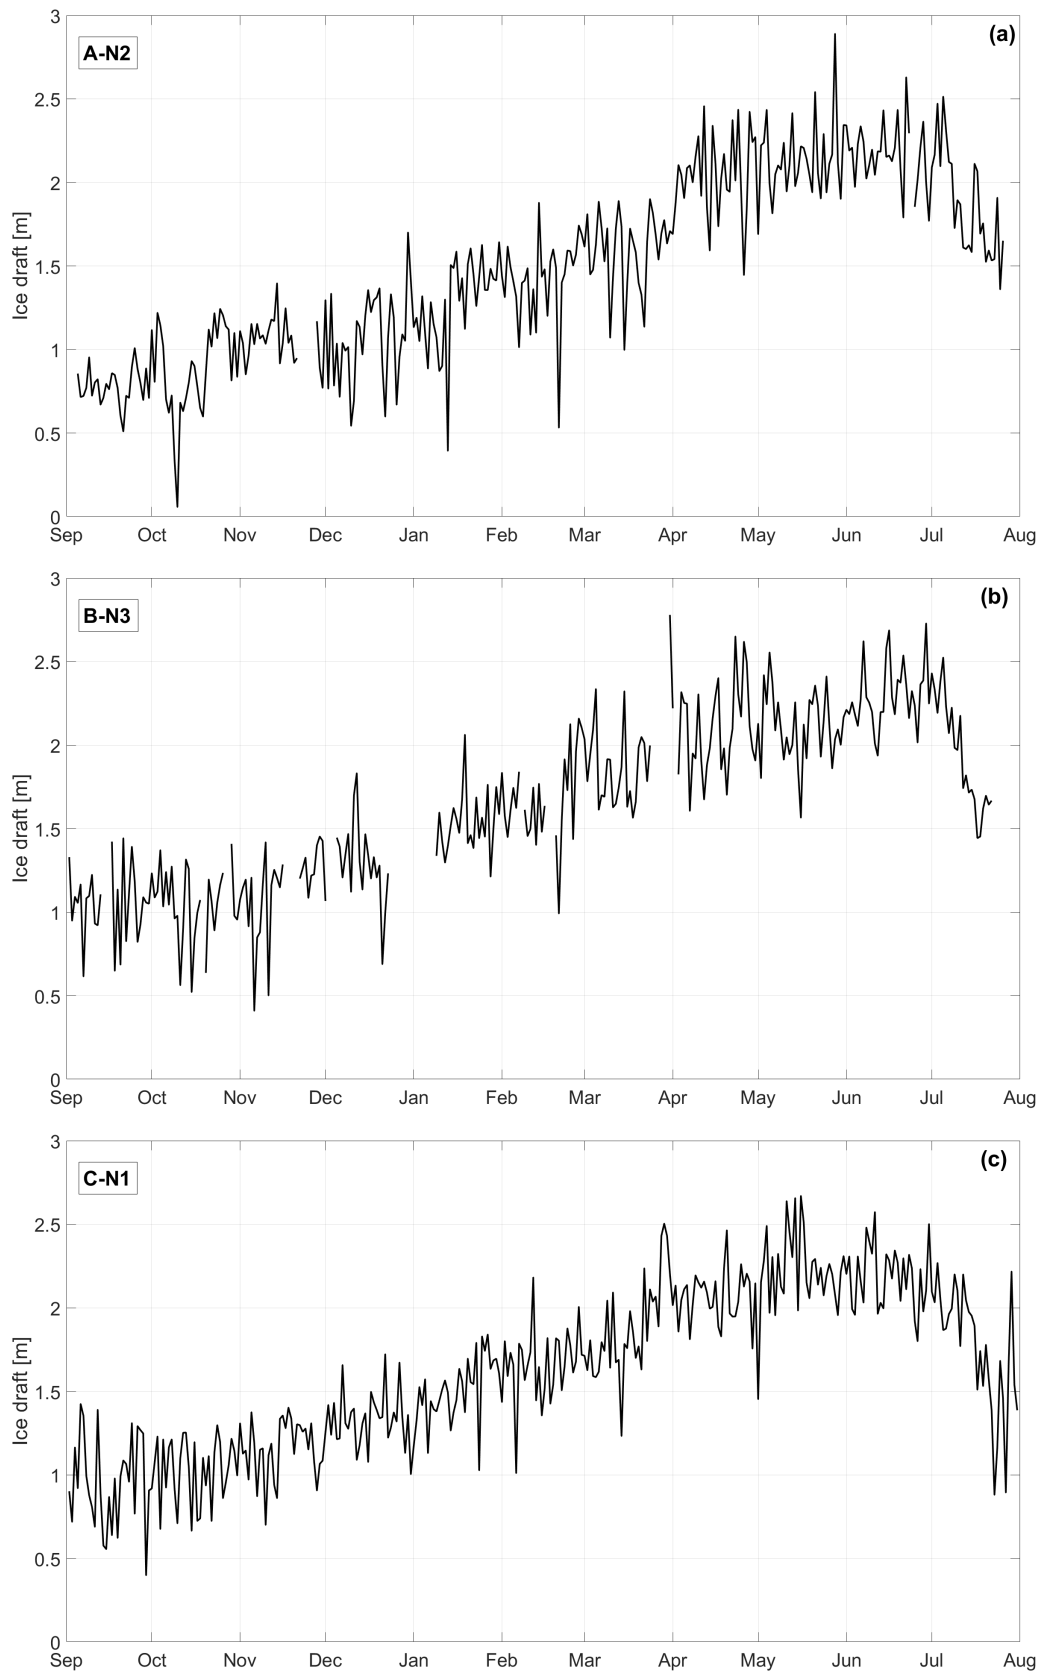 3
(a)
A-N2
2.5
2
1.5
1
0.5
0
Ice draft [m]
Sep Oct Nov Dec Jan Feb Mar Apr May Jun Jul Aug
3
(b)
B-N3
2.5
2
1.5
1
0.5
0
Ice draft [m]
Sep Oct Nov Dec Jan Feb Mar Apr May Jun Jul Aug
3
(c)
C-N1
2.5
2
1.5
1
0.5
0
Ice draft [m]
Sep Oct Nov Dec Jan Feb Mar Apr May Jun Jul Aug